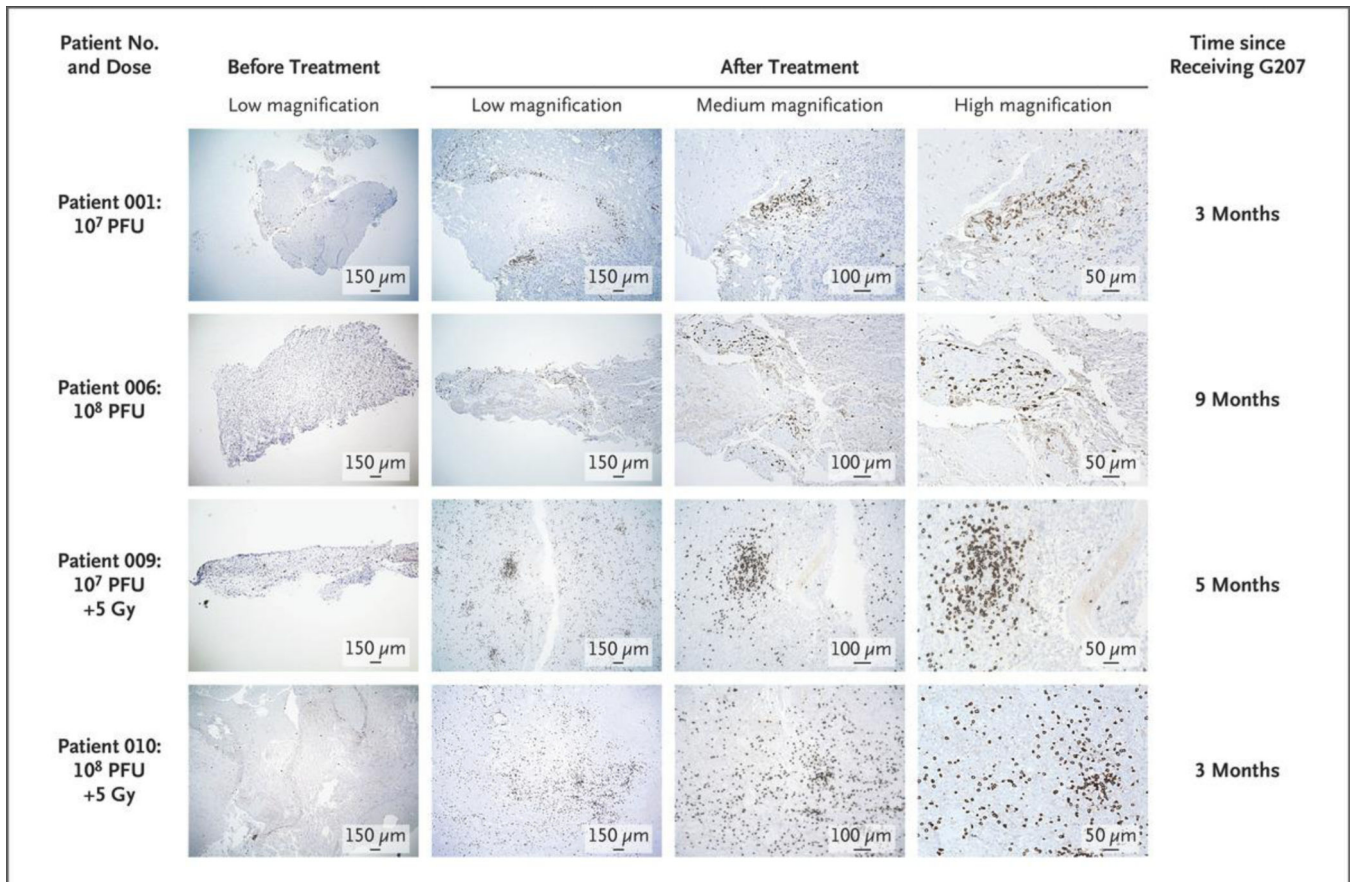 Patient No.
and Dose
Before Treatment
After Treatment
Time since
Receiving G207
Low magnification
Low magnification
Medium magnification
High magnification
Patient 001:
10⁷ PFU
150 µm
150 µm
100 µm
50 µm
3 Months
Patient 006:
10⁸ PFU
150 µm
150 µm
100 µm
50 µm
9 Months
Patient 009:
10⁷ PFU
+5 Gy
150 µm
150 µm
100 µm
50 µm
5 Months
Patient 010:
10⁸ PFU
+5 Gy
150 µm
150 µm
100 µm
50 µm
3 Months